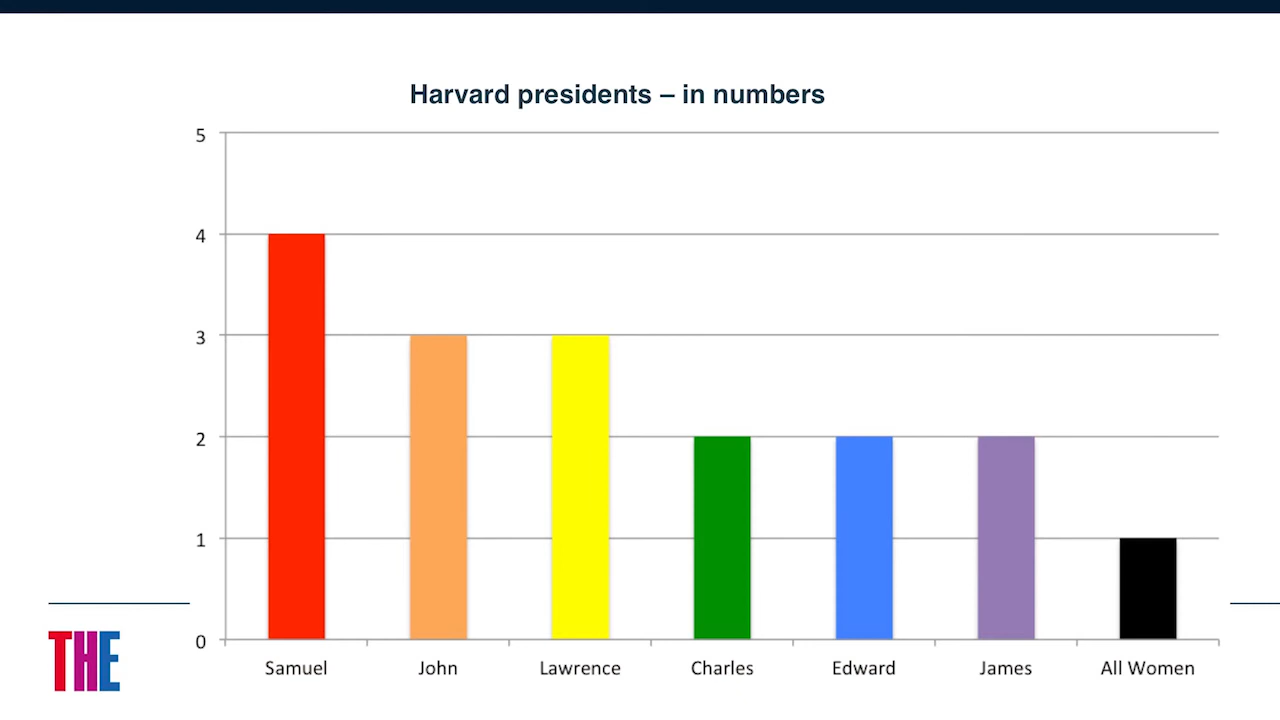 Harvard presidents – in numbers
5
4
3
2
1
0
Samuel John Lawrence Charles Edward James All Women
THE